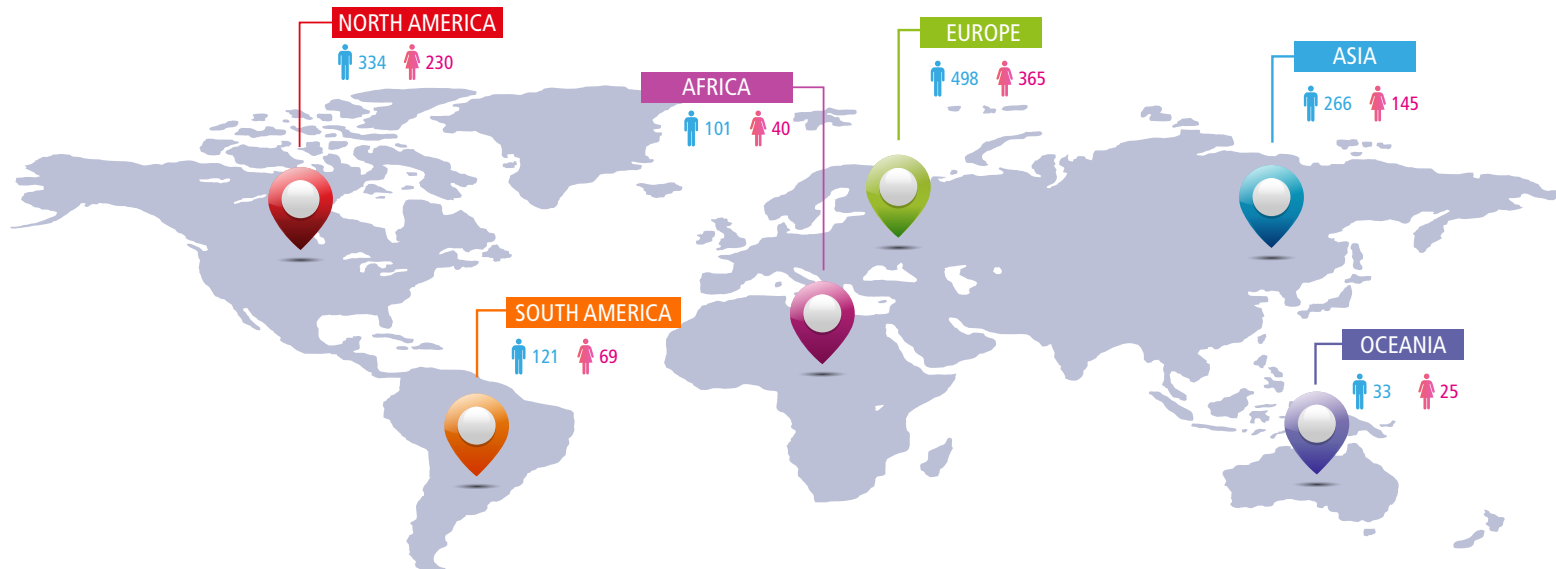 NORTH AMERICA
334 230
EUROPE
498 365
ASIA
266 145
AFRICA
101 40
SOUTH AMERICA
121 69
OCEANIA
33 25